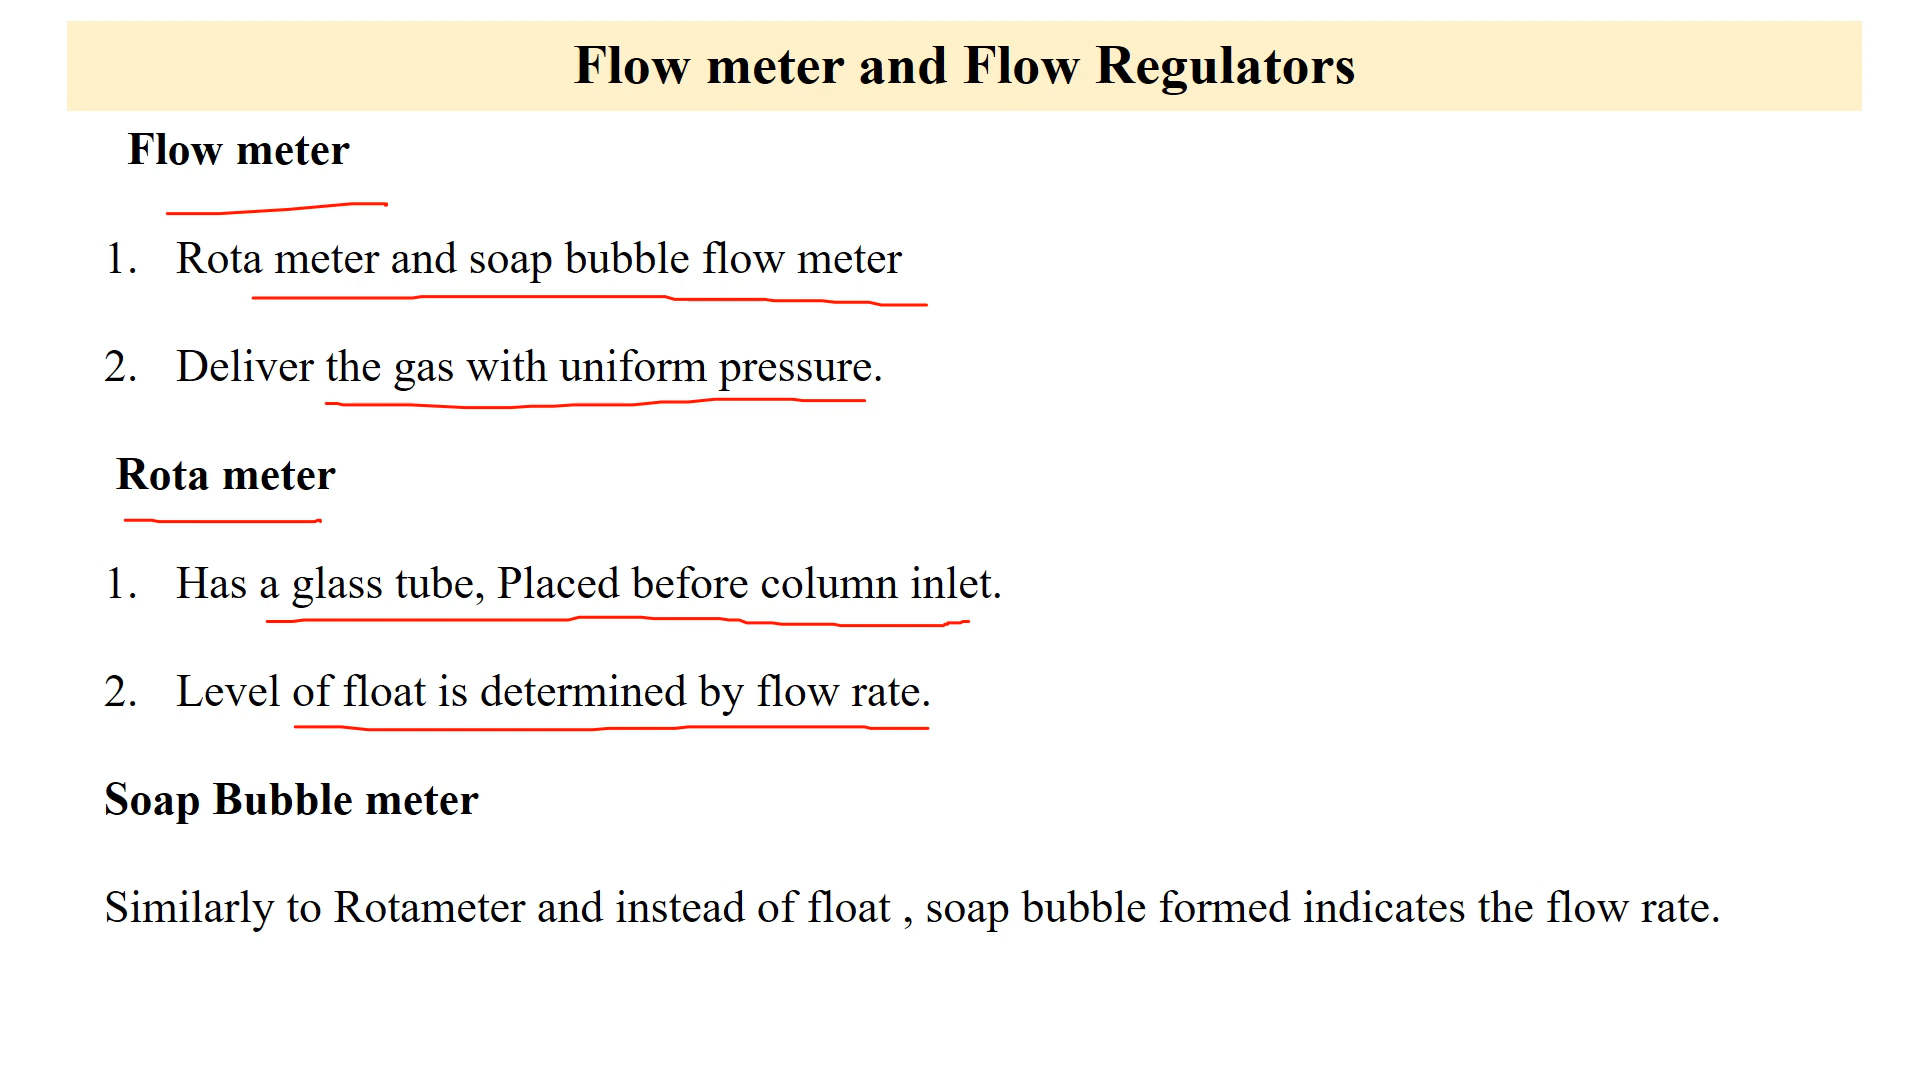 Flow meter and Flow Regulators
Flow meter
1. Rota meter and soap bubble flow meter
2. Deliver the gas with uniform pressure.
Rota meter
1. Has a glass tube, Placed before column inlet.
2. Level of float is determined by flow rate.
Soap Bubble meter
Similarly to Rotameter and instead of float , soap bubble formed indicates the flow rate.